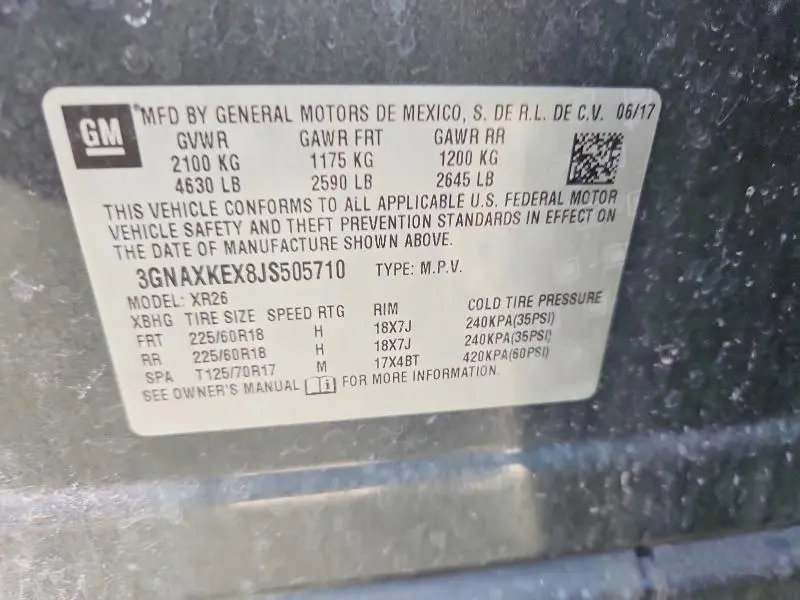 GM
MFD BY GENERAL MOTORS DE MEXICO, S. DE R.L. DE C.V. 06/17
GVWR GAWR FRT GAWR RR
2100 KG 1175 KG 1200 KG
4630 LB 2590 LB 2645 LB
THIS VEHICLE CONFORMS TO ALL APPLICABLE U.S. FEDERAL MOTOR
VEHICLE SAFETY AND THEFT PREVENTION STANDARDS IN EFFECT ON
THE DATE OF MANUFACTURE SHOWN ABOVE.
3GNAXKEX8JS505710 TYPE: M.P.V.
MODEL: XR26
XBHG TIRE SIZE SPEED RTG RIM COLD TIRE PRESSURE
FRT 225/60R18 H 18X7J 240KPA(35PSI)
RR 225/60R18 H 18X7J 240KPA(35PSI)
SPA T125/70R17 M 17X4BT 420KPA(60PSI)
SEE OWNER'S MANUAL i FOR MORE INFORMATION.